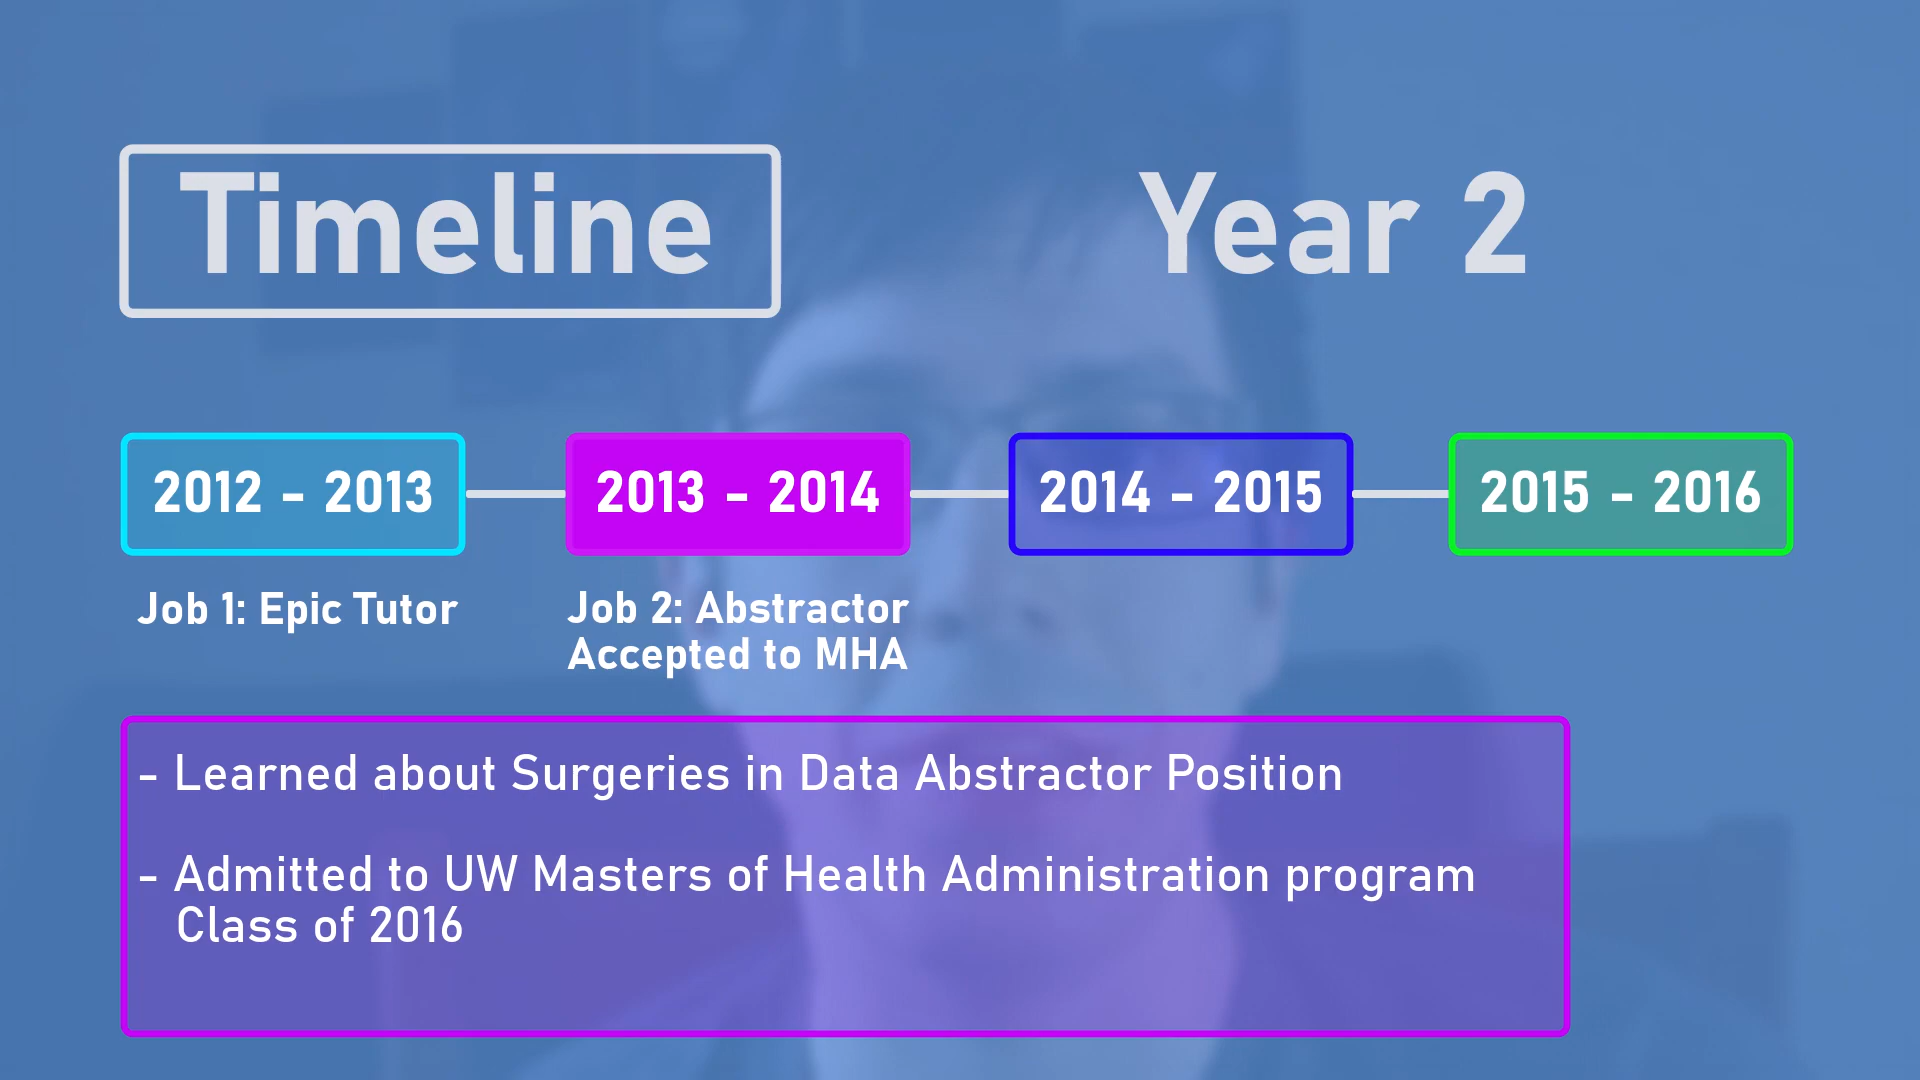 Timeline
Year 2
2012 - 2013
2013 - 2014
2014 - 2015
2015 - 2016
Job 1: Epic Tutor
Job 2: Abstractor
Accepted to MHA
- Learned about Surgeries in Data Abstractor Position
- Admitted to UW Masters of Health Administration program
Class of 2016